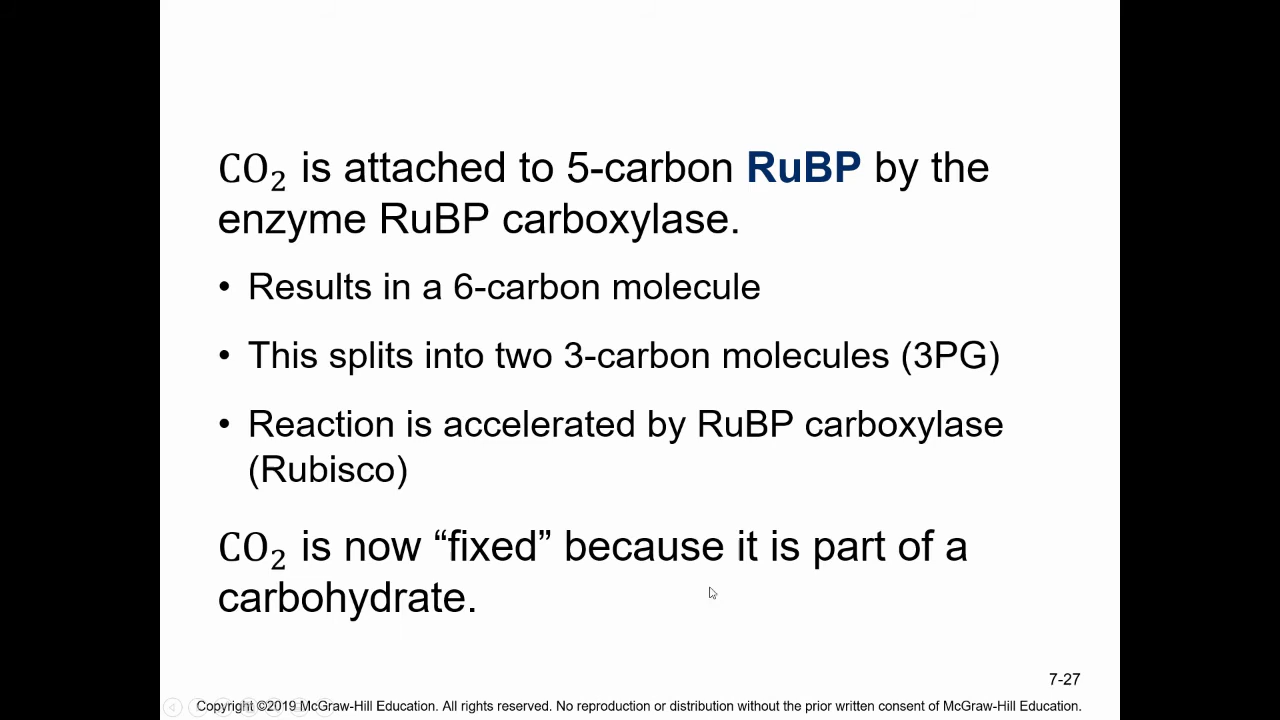 CO₂ is attached to 5-carbon RuBP by the
enzyme RuBP carboxylase.
• Results in a 6-carbon molecule
• This splits into two 3-carbon molecules (3PG)
• Reaction is accelerated by RuBP carboxylase
(Rubisco)
CO₂ is now “fixed” because it is part of a
carbohydrate.
7-27
Copyright ©2019 McGraw-Hill Education. All rights reserved. No reproduction or distribution without the prior written consent of McGraw-Hill Education.